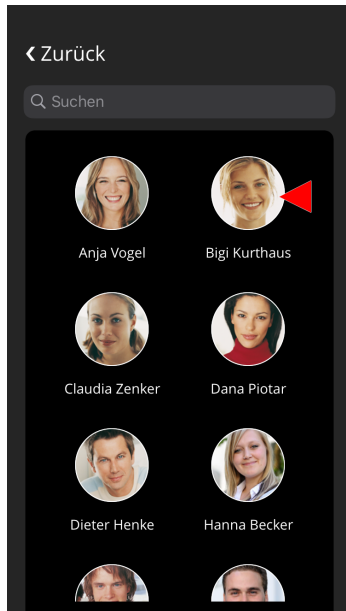 Zurück
Suchen
Anja Vogel
Bigi Kurthaus
Claudia Zenker
Dana Piotar
Dieter Henke
Hanna Becker